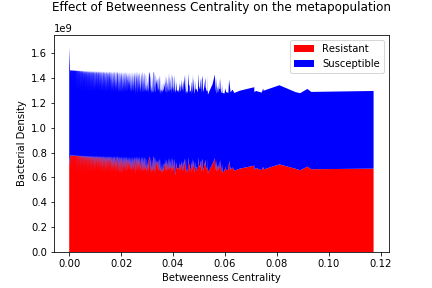 Effect of Betweenness Centrality on the metapopulation
1e9
Resistant
Susceptible
1.6
1.4
1.2
1.0
0.8
0.6
0.4
0.2
0.0
Bacterial Density
0.00 0.02 0.04 0.06 0.08 0.10 0.12
Betweenness Centrality